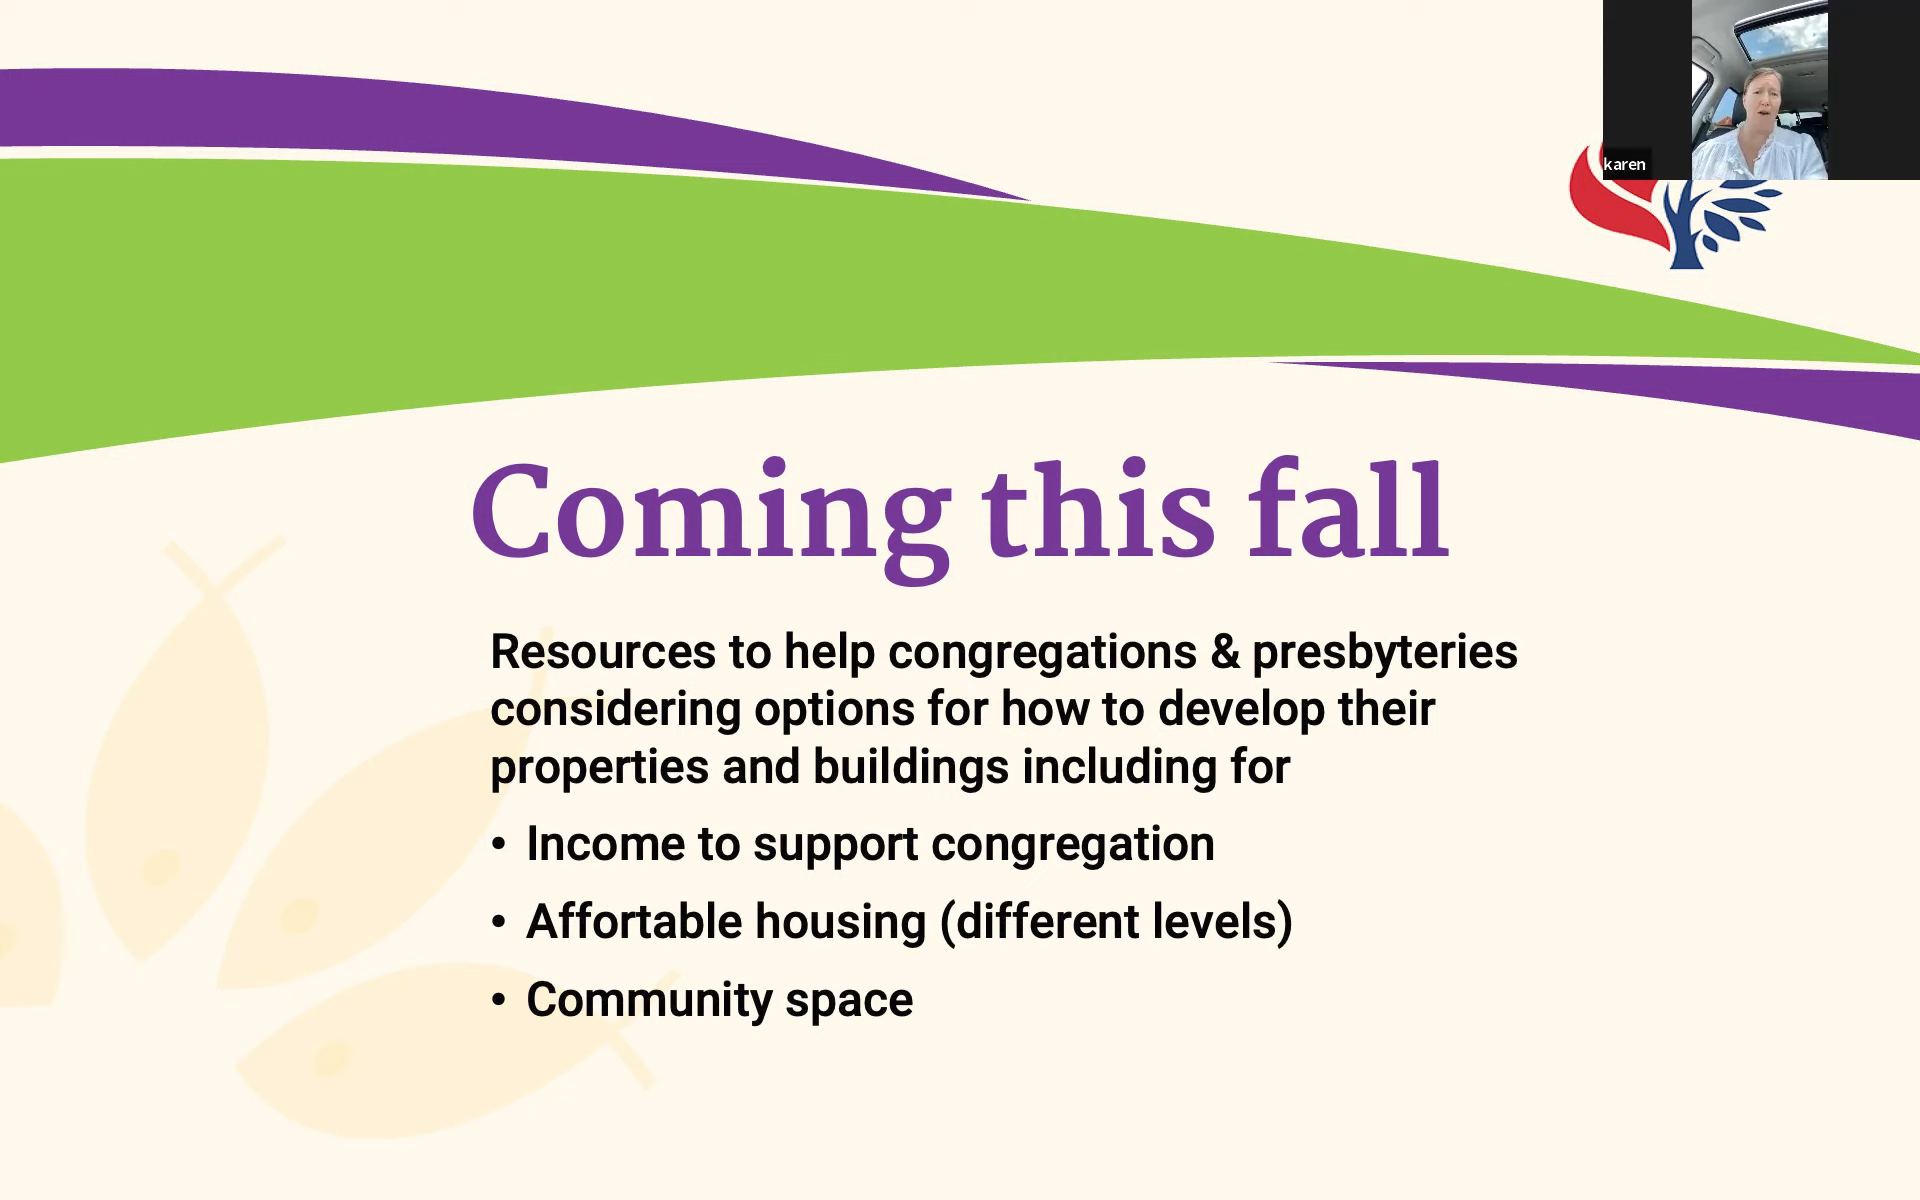 karen
Coming this fall
Resources to help congregations & presbyteries
considering options for how to develop their
properties and buildings including for
• Income to support congregation
• Affortable housing (different levels)
• Community space